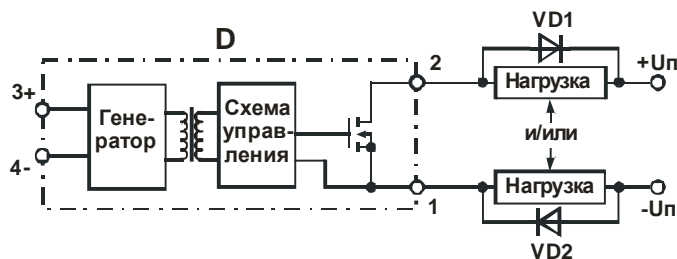 D
VD1
2
3+
Гене-
ратор
Схема
управ-
ления
Нагрузка
+Uп
и/или
4-
Нагрузка
1
-Uп
VD2